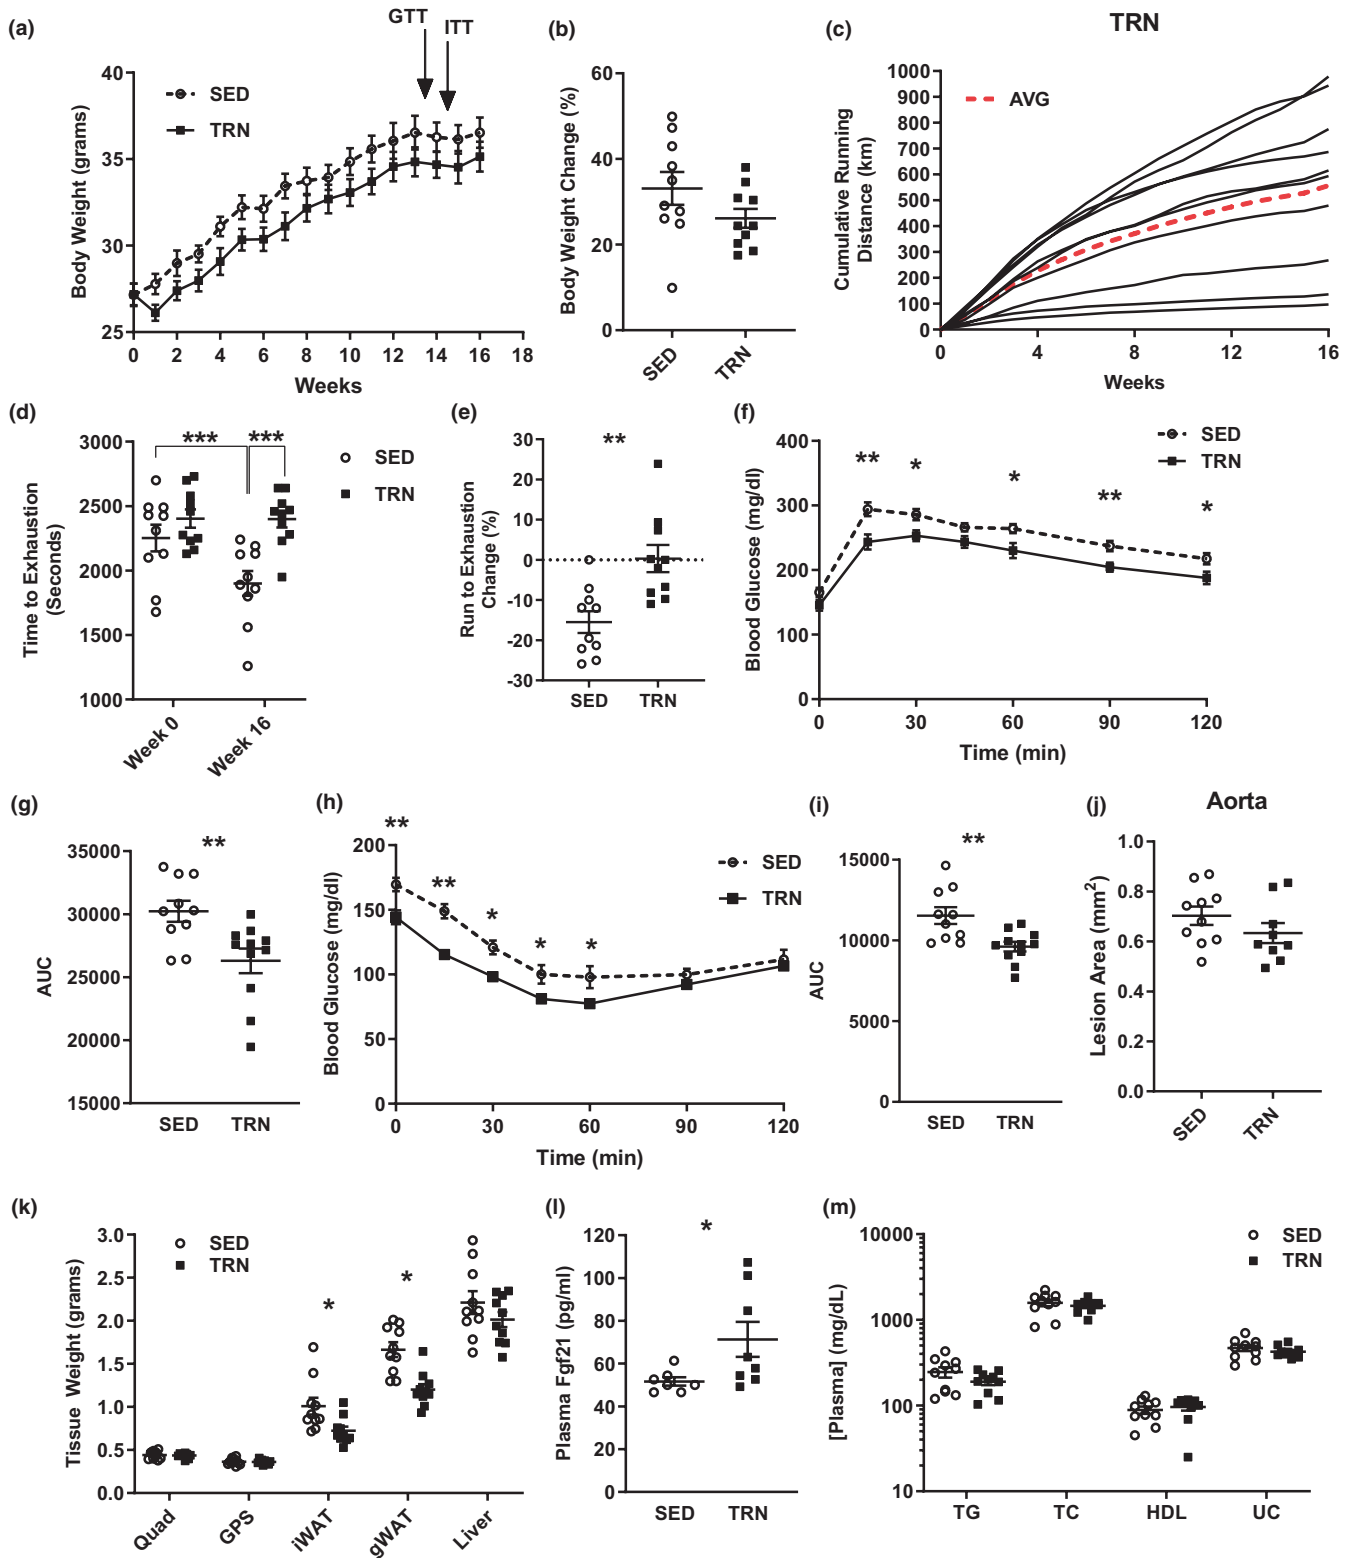 (a)
GTT
ITT
Body Weight (grams)
40
35
30
25
SED
TRN
0 2 4 6 8 10 12 14 16 18
Weeks
(b)
Body Weight Change (%)
60
40
20
0
SED TRN
(c)
TRN
Cumulative Running
Distance (km)
1000
900
800
700
600
500
400
300
200
100
0
AVG
0 4 8 12 16
Weeks
(d)
Time to Exhaustion
(Seconds)
3000
2500
2000
1500
1000
*** ***
SED
TRN
Week 0 Week 16
(e)
Run to Exhaustion
Change (%)
30
20
10
0
-10
-20
-30
**
SED TRN
(f)
Blood Glucose (mg/dl)
400
300
200
100
0
** * * ** *
SED
TRN
0 30 60 90 120
Time (min)
(g)
AUC
35000
30000
25000
20000
15000
**
SED TRN
(h)
Blood Glucose (mg/dl)
200
150
100
50
0
** ** * * *
SED
TRN
0 30 60 90 120
Time (min)
(i)
AUC
15000
10000
5000
0
**
SED TRN
(j)
Aorta
Lesion Area (mm²)
1.0
0.8
0.6
0.4
0.2
0.0
SED TRN
(k)
Tissue Weight (grams)
3.0
2.5
2.0
1.5
1.0
0.5
0.0
SED
TRN
* *
Quad GPS iWAT gWAT Liver
(l)
Plasma Fgf21 (pg/ml)
120
100
80
60
40
20
0
*
SED TRN
(m)
[Plasma] (mg/dL)
10000
1000
100
10
SED
TRN
TG TC HDL UC